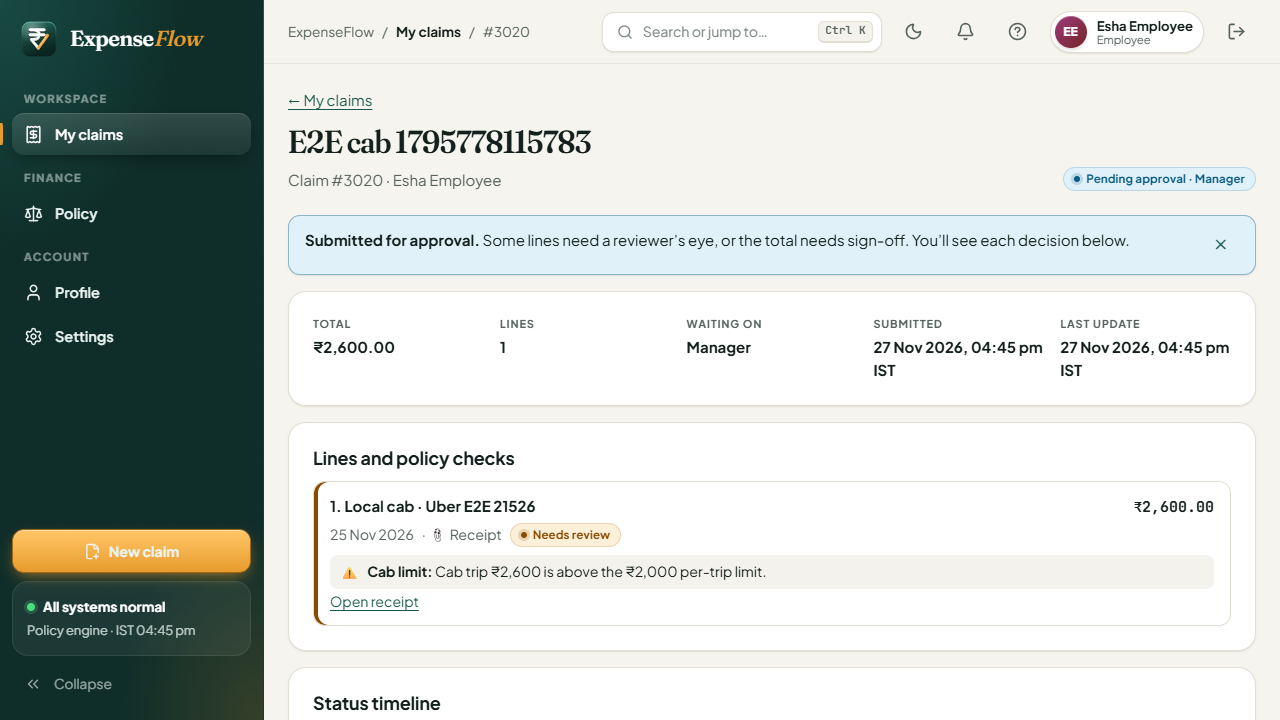 ExpenseFlow
WORKSPACE
My claims
FINANCE
Policy
ACCOUNT
Profile
Settings
New claim
All systems normal
Policy engine · IST 04:45 pm
Collapse
ExpenseFlow / My claims / #3020
Search or jump to…
Ctrl K
EE
Esha Employee
Employee
← My claims
E2E cab 1795778115783
Claim #3020 · Esha Employee
Pending approval · Manager
Submitted for approval. Some lines need a reviewer’s eye, or the total needs sign-off. You’ll see each decision below.
TOTAL
₹2,600.00
LINES
1
WAITING ON
Manager
SUBMITTED
27 Nov 2026, 04:45 pm
IST
LAST UPDATE
27 Nov 2026, 04:45 pm
IST
Lines and policy checks
1. Local cab · Uber E2E 21526
₹2,600.00
25 Nov 2026 · Receipt
Needs review
Cab limit: Cab trip ₹2,600 is above the ₹2,000 per-trip limit.
Open receipt
Status timeline